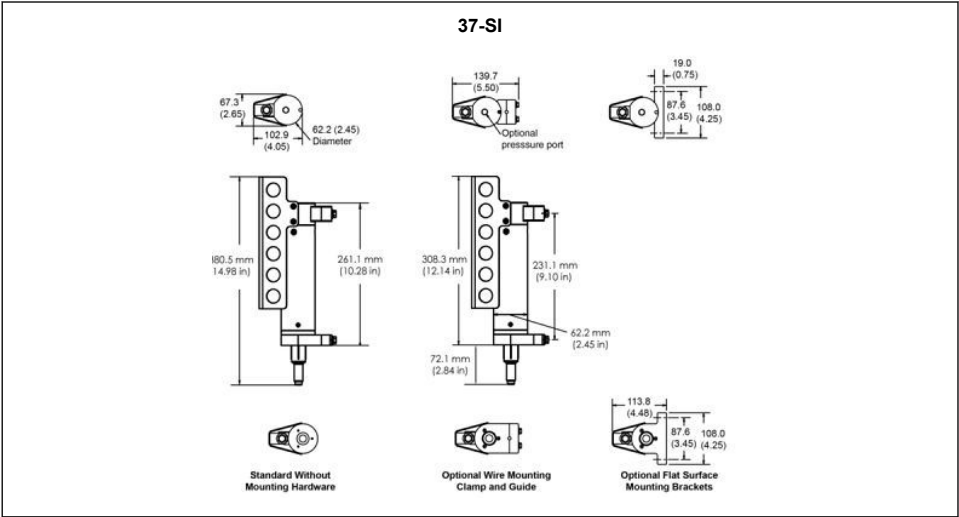 37-SI
67.3
(2.65)
102.9
(4.05)
62.2 (2.45)
Diameter
139.7
(5.50)
Optional
presssure port
19.0
(0.75)
87.6
(3.45)
108.0
(4.25)
261.1 mm
(10.28 in)
308.3 mm
(12.14 in)
231.1 mm
(9.10 in)
62.2 mm
(2.45 in)
72.1 mm
(2.84 in)
113.8
(4.48)
87.6
(3.45)
108.0
(4.25)
Standard Without
Mounting Hardware
Optional Wire Mounting
Clamp and Guide
Optional Flat Surface
Mounting Brackets